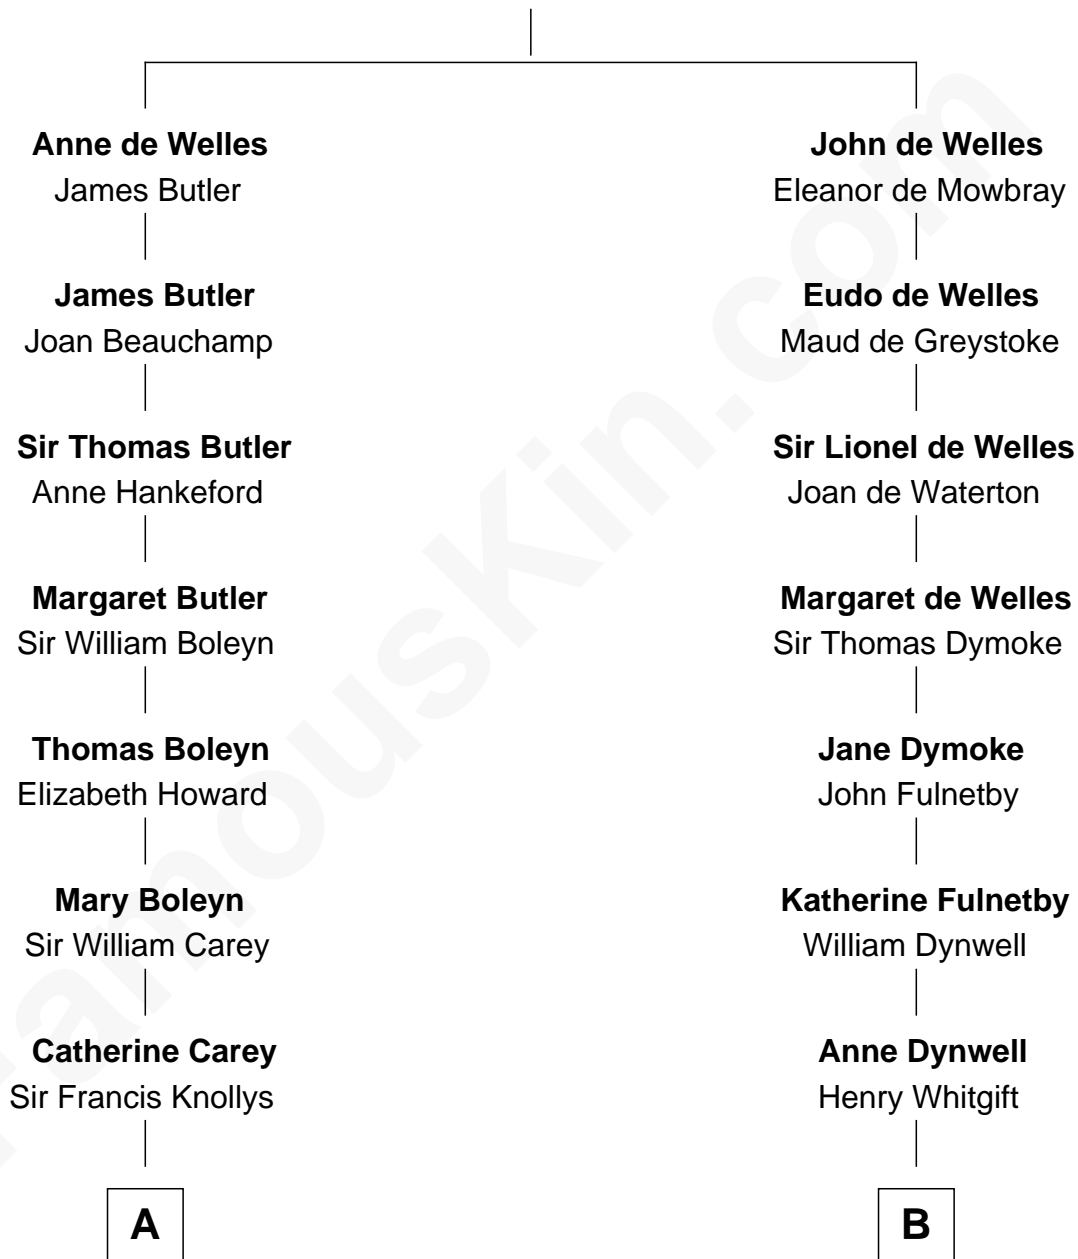 Anne de Welles
James Butler
James Butler
Joan Beauchamp
Sir Thomas Butler
Anne Hankeford
Margaret Butler
Sir William Boleyn
Thomas Boleyn
Elizabeth Howard
Mary Boleyn
Sir William Carey
Catherine Carey
Sir Francis Knollys
A
John de Welles
Eleanor de Mowbray
Eudo de Welles
Maud de Greystoke
Sir Lionel de Welles
Joan de Waterton
Margaret de Welles
Sir Thomas Dymoke
Jane Dymoke
John Fulnetby
Katherine Fulnetby
William Dynwell
Anne Dynwell
Henry Whitgift
B
FamousKin.com